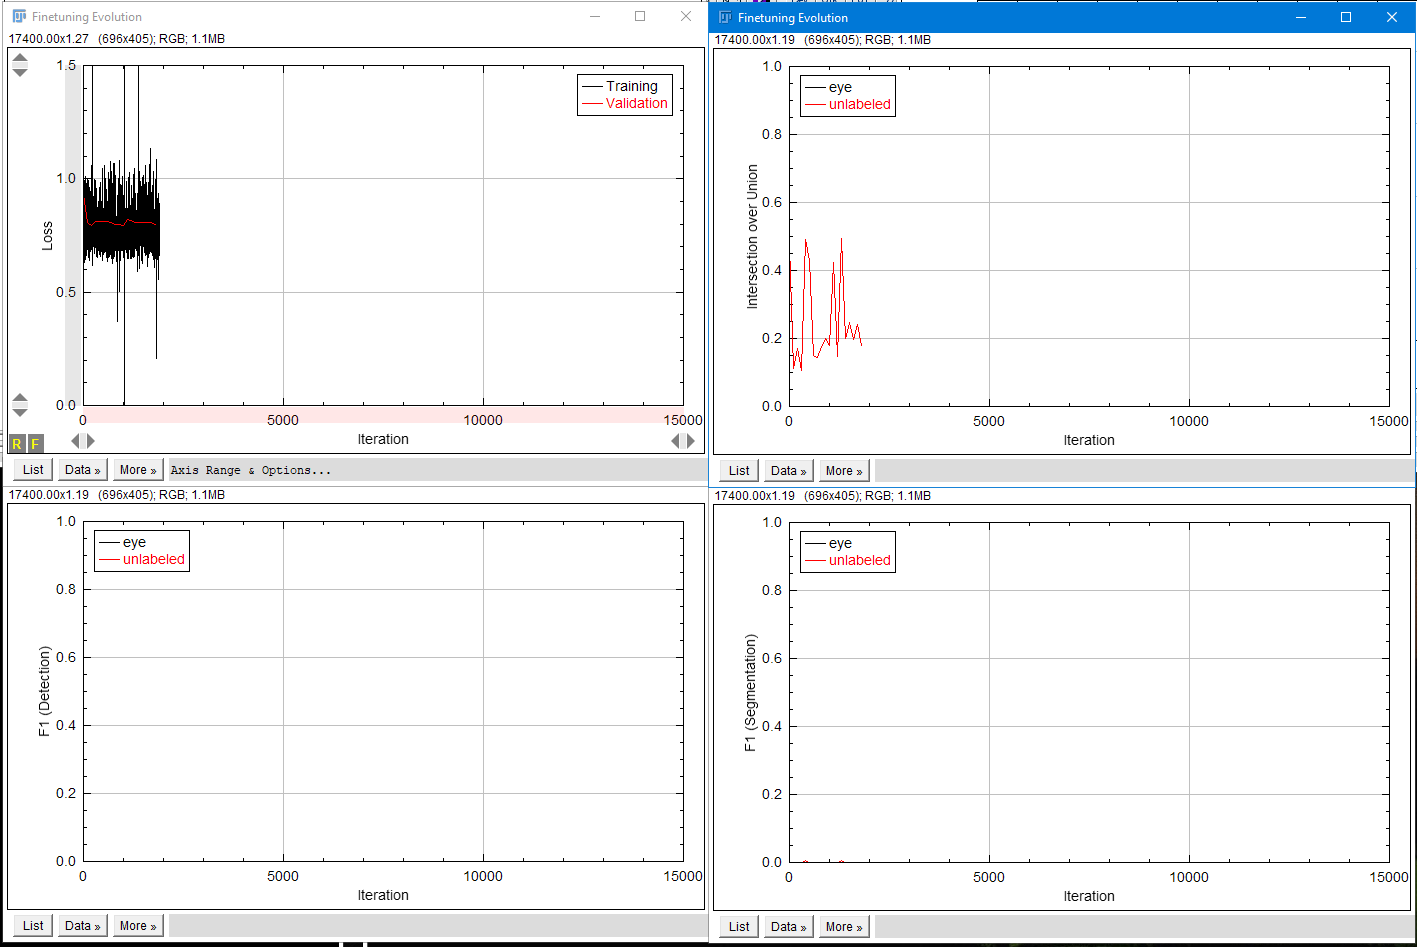 Finetuning Evolution
17400.00x1.27 (696x405); RGB; 1.1MB
1.5
1.0
0.5
0.0
Loss
Training
Validation
0
5000
10000
15000
Iteration
R F
List
Data »
More »
Axis Range & Options...
Finetuning Evolution
17400.00x1.19 (696x405); RGB; 1.1MB
1.0
0.8
0.6
0.4
0.2
0.0
Intersection over Union
eye
unlabeled
0
5000
10000
15000
Iteration
List
Data »
More »
17400.00x1.19 (696x405); RGB; 1.1MB
1.0
0.8
0.6
0.4
0.2
0.0
F1 (Detection)
eye
unlabeled
0
5000
10000
15000
Iteration
List
Data »
More »
17400.00x1.19 (696x405); RGB; 1.1MB
1.0
0.8
0.6
0.4
0.2
0.0
F1 (Segmentation)
eye
unlabeled
0
5000
10000
15000
Iteration
List
Data »
More »